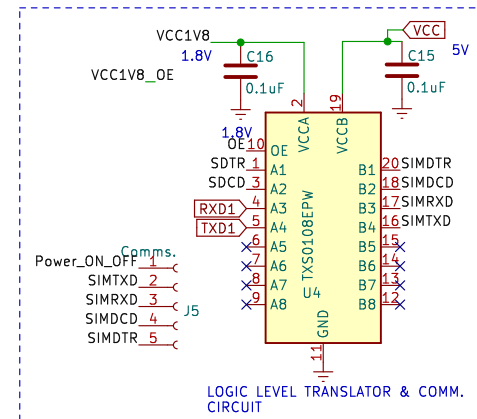 VCC1V8
VCC
1.8V
C16
C15
5V
VCC1V8_OE
0.1uF
0.1uF
2
19
VCCA
VCCB
1.8V
OE 10 OE
SDTR 1 A1 B1 20 SIMDTR
SDCD 3 A2 B2 18 SIMDCD
RXD1 4 A3 B3 17 SIMRXD
TXD1 5 A4 B4 16 SIMTXD
6 A5 B5 15
7 A6 B6 14
8 A7 B7 13
9 A8 B8 12
TXS0108EPW
U4
GND
11
Comms.
Power_ON_OFF 1
SIMTXD 2
SIMRXD 3
J5
SIMDCD 4
SIMDTR 5
LOGIC LEVEL TRANSLATOR & COMM.
CIRCUIT